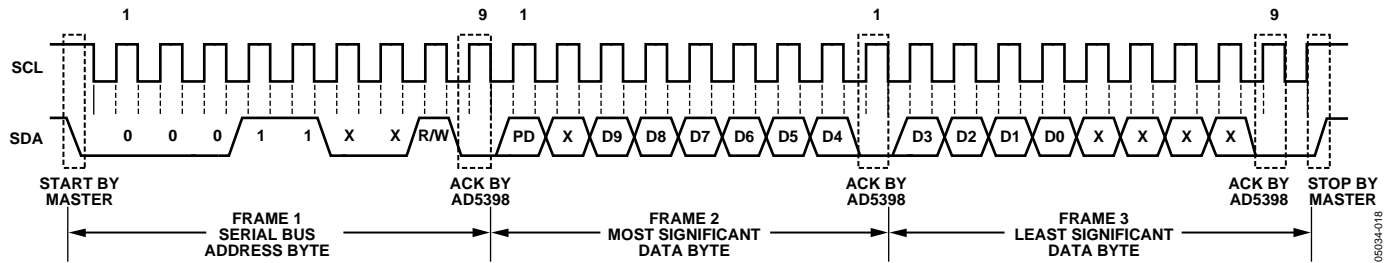 1 9 1 1 9
SCL
SDA 0 0 0 1 1 X X R/W PD X D9 D8 D7 D6 D5 D4 D3 D2 D1 D0 X X X X
START BY
MASTER
ACK BY
AD5398
ACK BY
AD5398
ACK BY
AD5398
STOP BY
MASTER
FRAME 1
SERIAL BUS
ADDRESS BYTE
FRAME 2
MOST SIGNIFICANT
DATA BYTE
FRAME 3
LEAST SIGNIFICANT
DATA BYTE
05034-018